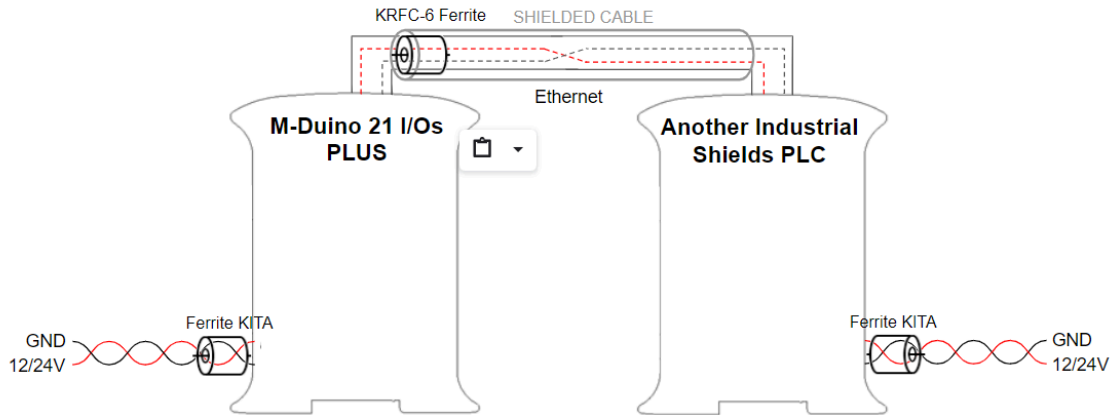 KRFC-6 Ferrite
SHIELDED CABLE
Ethernet
M-Duino 21 I/Os
PLUS
Another Industrial
Shields PLC
Ferrite KITA
GND
12/24V
Ferrite KITA
GND
12/24V